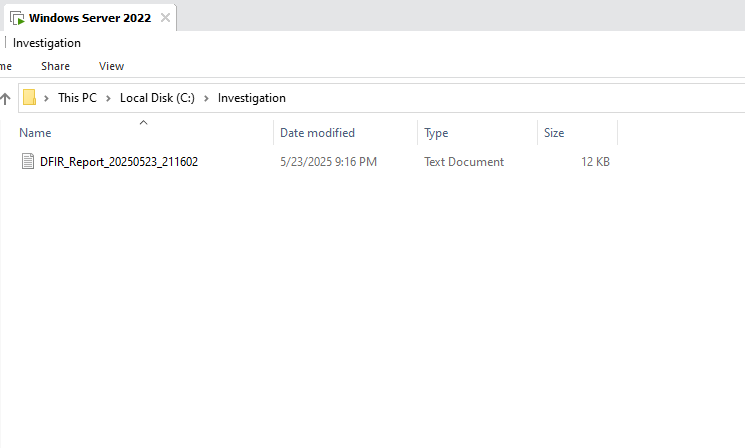 Windows Server 2022
Investigation
me Share View
This PC > Local Disk (C:) > Investigation
Name Date modified Type Size
DFIR_Report_20250523_211602 5/23/2025 9:16 PM Text Document 12 KB